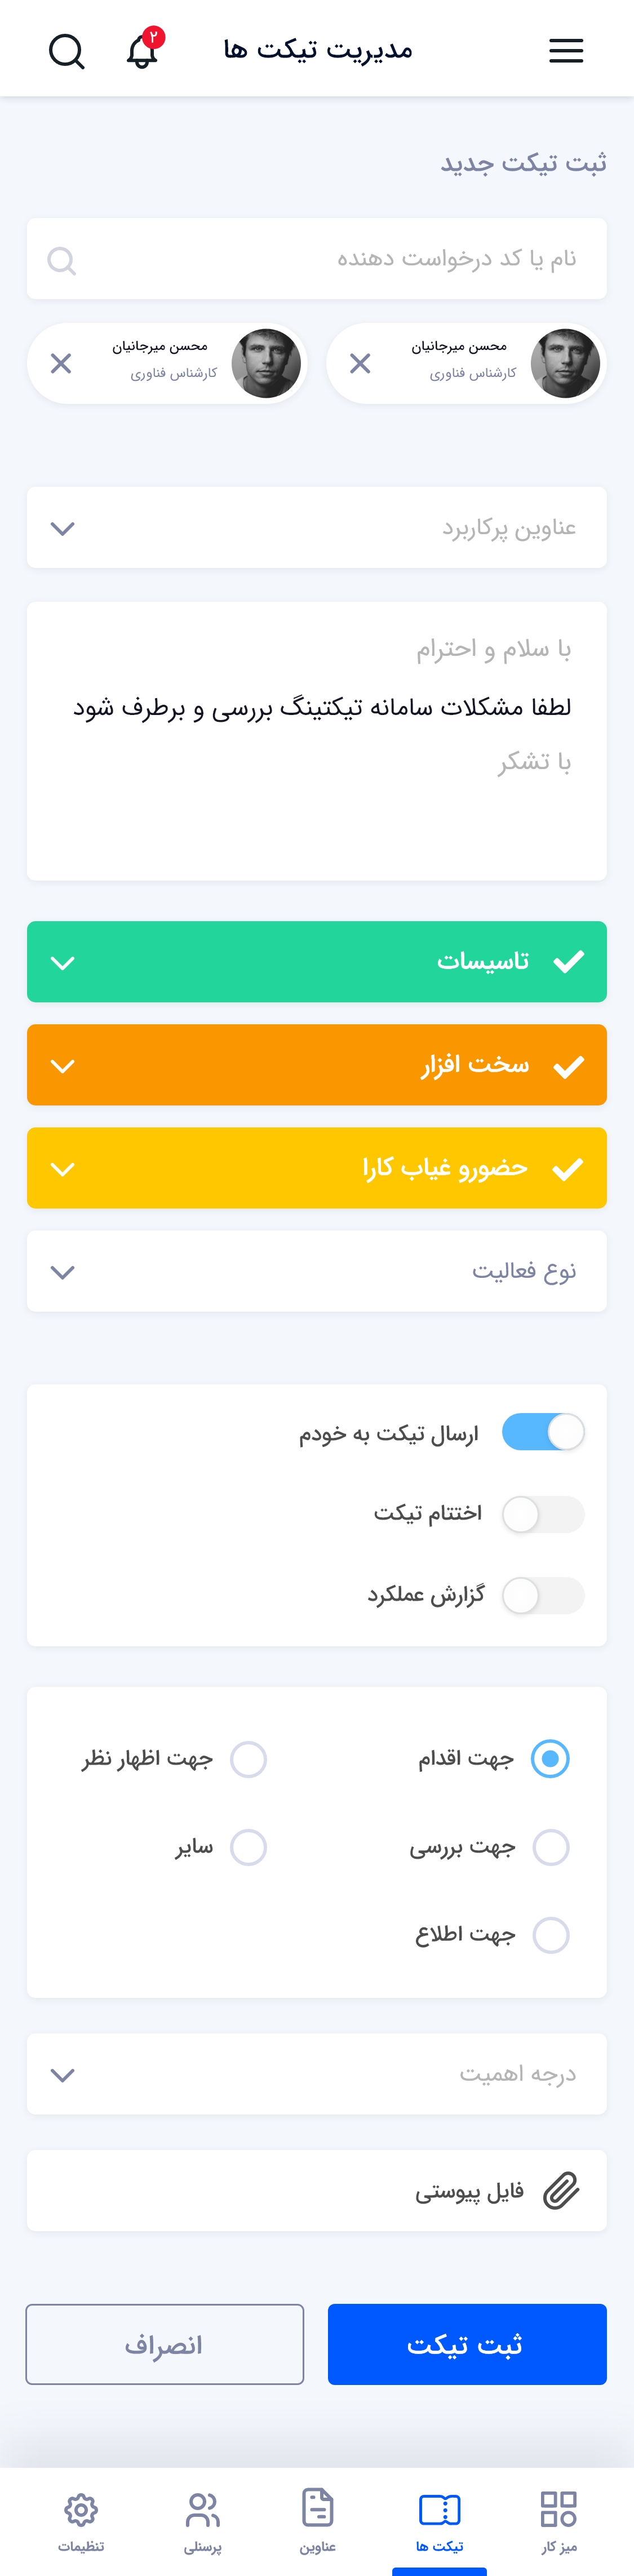 مدیریت تیکت ها
۲
ثبت تیکت جدید
نام یا کد درخواست دهنده
محسن میرجانیان
کارشناس فناوری
محسن میرجانیان
کارشناس فناوری
عناوین پرکاربرد
با سلام و احترام
لطفا مشکلات سامانه تیکتینگ بررسی و برطرف شود
با تشکر
تاسیسات
سخت افزار
حضورو غیاب کارا
نوع فعالیت
ارسال تیکت به خودم
اختتام تیکت
گزارش عملکرد
جهت اقدام
جهت اظهار نظر
جهت بررسی
سایر
جهت اطلاع
درجه اهمیت
فایل پیوستی
ثبت تیکت
انصراف
میز کار
تیکت ها
عناوین
پرسنلی
تنظیمات